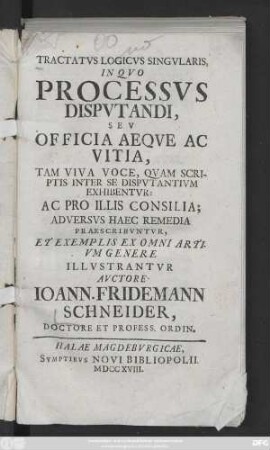 TRACTATVS LOGICVS SINGVLARIS,
IN QVO
PROCESSVS
DISPVTANDI,
SEV
OFFICIA AEQVE AC
VITIA,
TAM VIVA VOCE, QVAM SCRI-
PTIS INTER SE DISPVTANTIVM
EXHIBENTVR:
AC PRO ILLIS CONSILIA;
ADVERSVS HAEC REMEDIA
PRAESCRIBVNTVR,
ET EXEMPLIS EX OMNI ARTI-
VM GENERE
ILLVSTRANTVR
AVCTORE
IOANN. FRIDEMANN
SCHNEIDER,
DOCTORE ET PROFESS. ORDIN.
HALAE MAGDEBVRGICAE,
SVMPTIBVS NOVI BIBLIOPOLII.
MDCCXVIII.